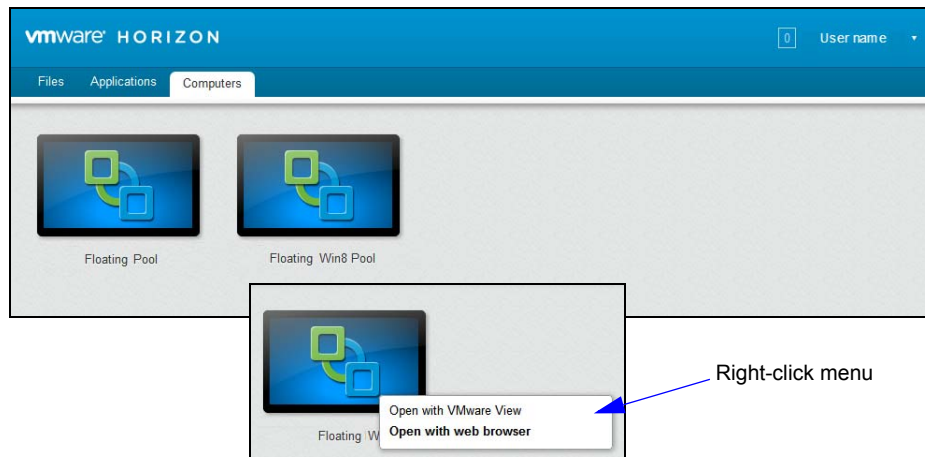 vmware HORIZON
0 User name
Files Applications Computers
Floating Pool Floating Win8 Pool
Right-click menu
Open with VMware View
Open with web browser
Floating W